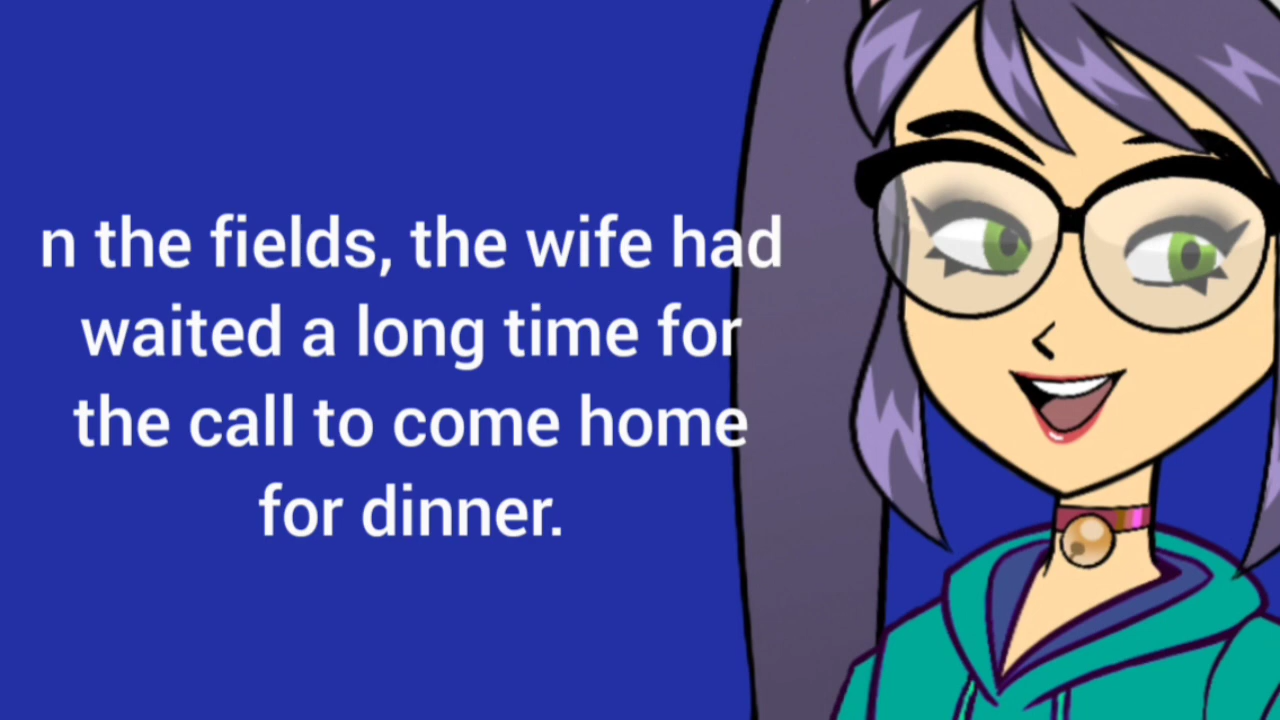 n the fields, the wife had
waited a long time for
the call to come home
for dinner.